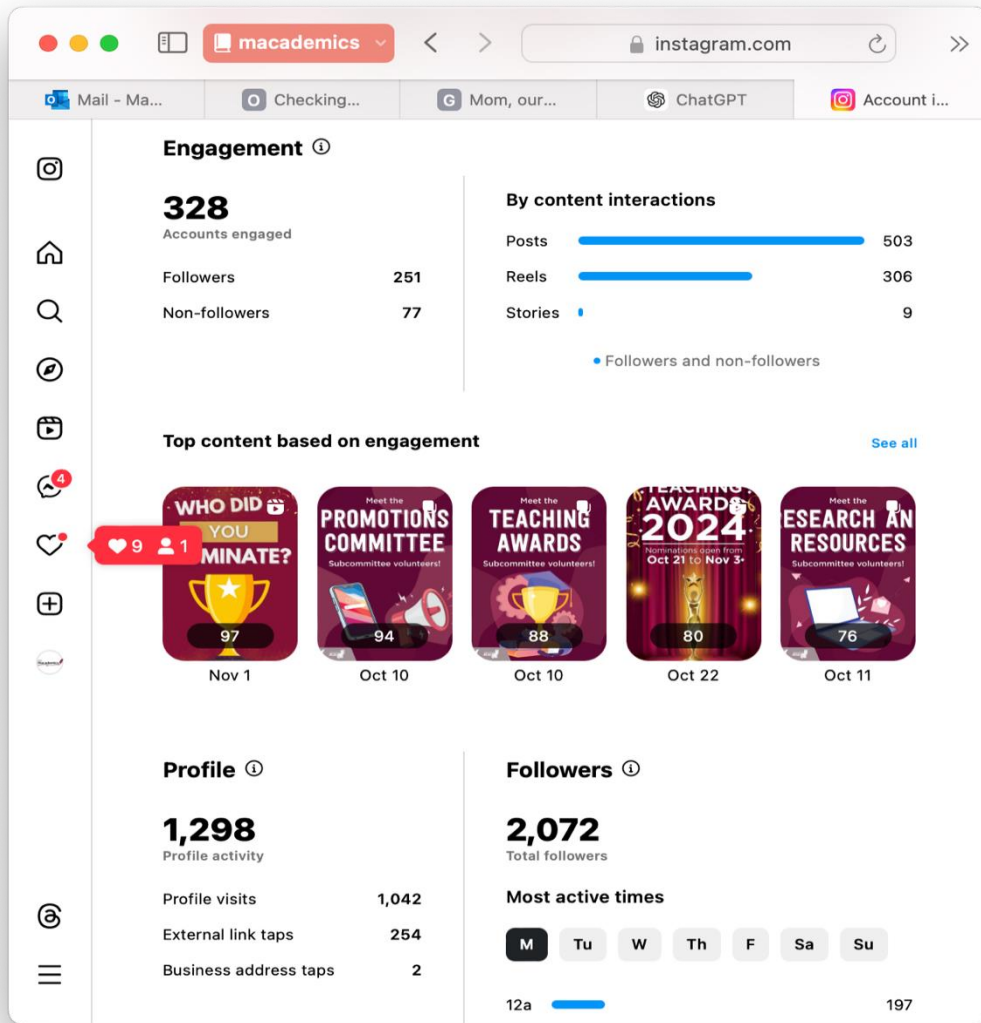 macademics
instagram.com
Mail - Ma...
Checking...
Mom, our...
ChatGPT
Account i...
Engagement
328
Accounts engaged
Followers 251
Non-followers 77
By content interactions
Posts 503
Reels 306
Stories 9
Followers and non-followers
Top content based on engagement
See all
4
9 1
WHO DID
YOU
MINATE?
97
Nov 1
Meet the
PROMOTIONS
COMMITTEE
Subcommittee volunteers!
94
Oct 10
Meet the
TEACHING
AWARDS
Subcommittee volunteers!
88
Oct 10
TEACHING
AWARDS
2024
Nominations open from
Oct 21 to Nov 3
80
Oct 22
Meet the
ESEARCH AN
RESOURCES
Subcommittee volunteers!
76
Oct 11
Profile
1,298
Profile activity
Profile visits 1,042
External link taps 254
Business address taps 2
Followers
2,072
Total followers
Most active times
M Tu W Th F Sa Su
12a 197